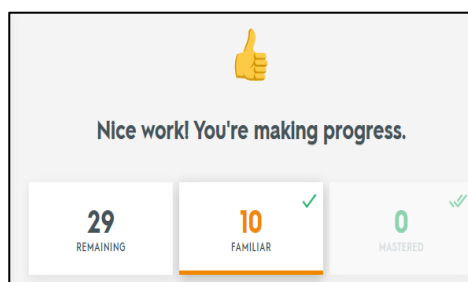 Nice work! You're making progress.
29 10 0
REMAINING FAMILIAR MASTERED